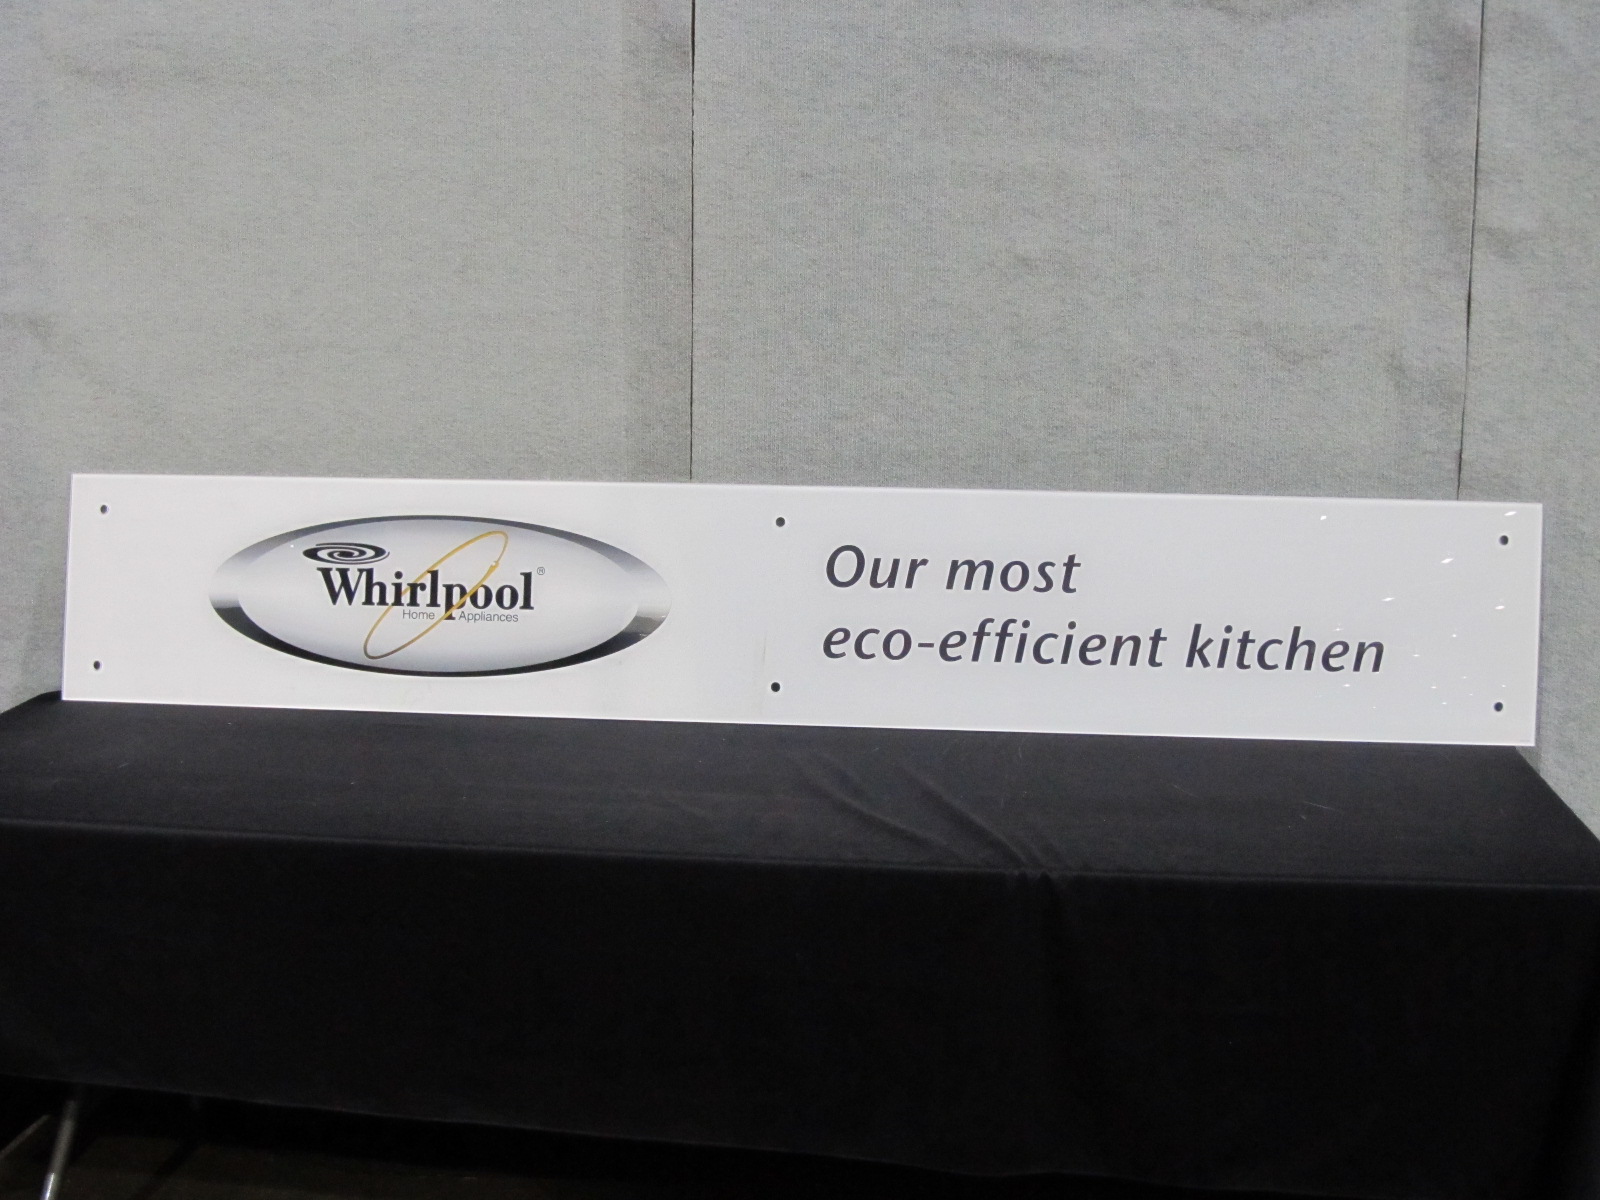 Whirlpool®
Home Appliances
Our most
eco-efficient kitchen